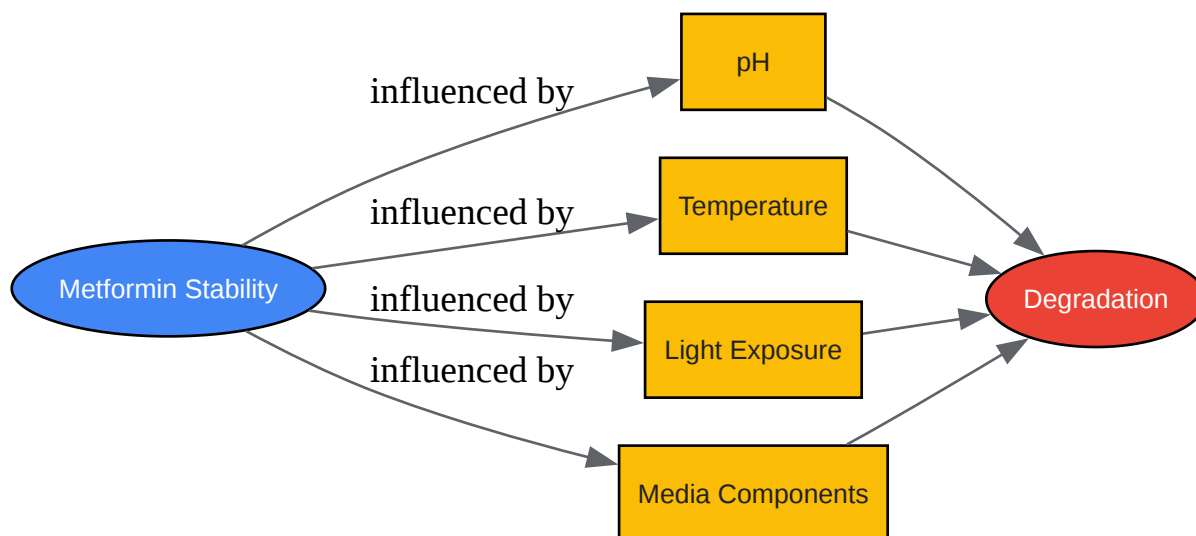 pH
influenced by
Temperature
influenced by
Metformin Stability
influenced by
Light Exposure
influenced by
Media Components
Degradation